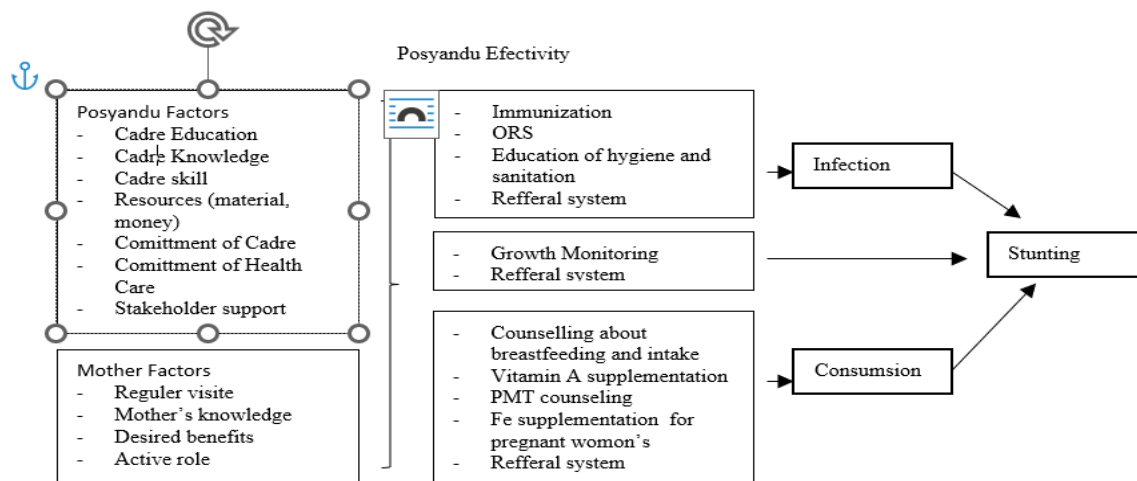 Posyandu Efectivity
Posyandu Factors
- Cadre Education
- Cadre Knowledge
- Cadre skill
- Resources (material,
money)
- Comittment of Cadre
- Comittment of Health
Care
- Stakeholder support
Mother Factors
- Reguler visite
- Mother's knowledge
- Desired benefits
- Active role
- Immunization
- ORS
- Education of hygiene and
sanitation
- Refferal system
- Growth Monitoring
- Refferal system
- Counselling about
breastfeeding and intake
- Vitamin A supplementation
- PMT counseling
- Fe supplementation for
pregnant womon's
- Refferal system
Infection
Consumsion
Stunting